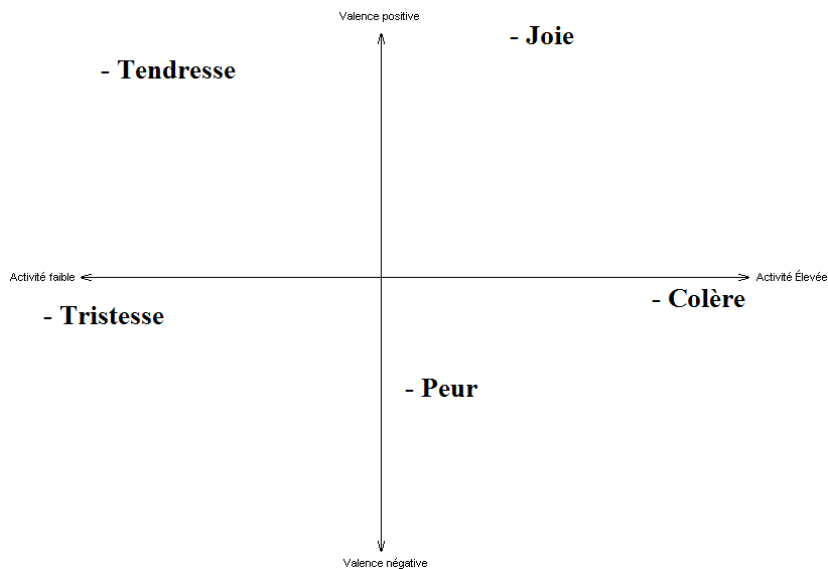 Valence positive
- Joie
- Tendresse
Activité faible
Activité Élevée
- Colère
- Tristesse
- Peur
Valence négative